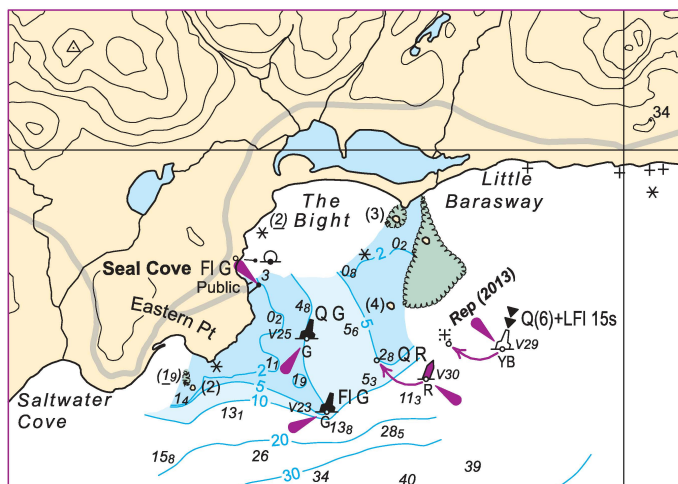 34
Little
Barasway
The
Bight
(2)
(3)
0₂
2
0₈
Seal Cove
Fl G
3
Public
Rep (2013)
Eastern Pt
4₈
Q G
(4)
Q(6)+LFl 15s
0₂
V25
5₆
5
V29
G
YB
2₈
Q R
(19)
(2)
2
1₁
1₉
5₃
V30
R
Saltwater
Cove
1₄
5
10
V23
Fl G
11₃
13₁
G
13₈
20
28₅
15₈
26
39
30
34
40